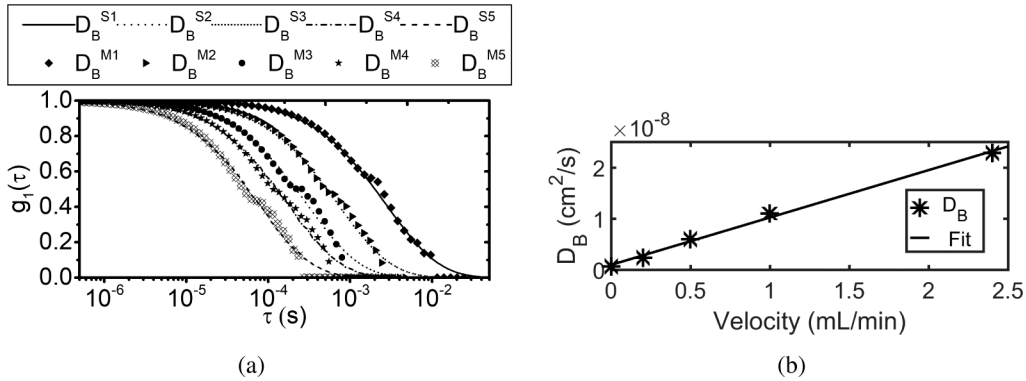 D_B^S1 D_B^S2 D_B^S3 D_B^S4 D_B^S5
D_B^M1 D_B^M2 D_B^M3 D_B^M4 D_B^M5
1.0
0.8
0.6
0.4
0.2
0.0
g₁(τ)
10⁻⁶ 10⁻⁵ 10⁻⁴ 10⁻³ 10⁻²
τ (s)
(a)
×10⁻⁸
2
1
0
D_B (cm²/s)
D_B
Fit
0 0.5 1 1.5 2 2.5
Velocity (mL/min)
(b)